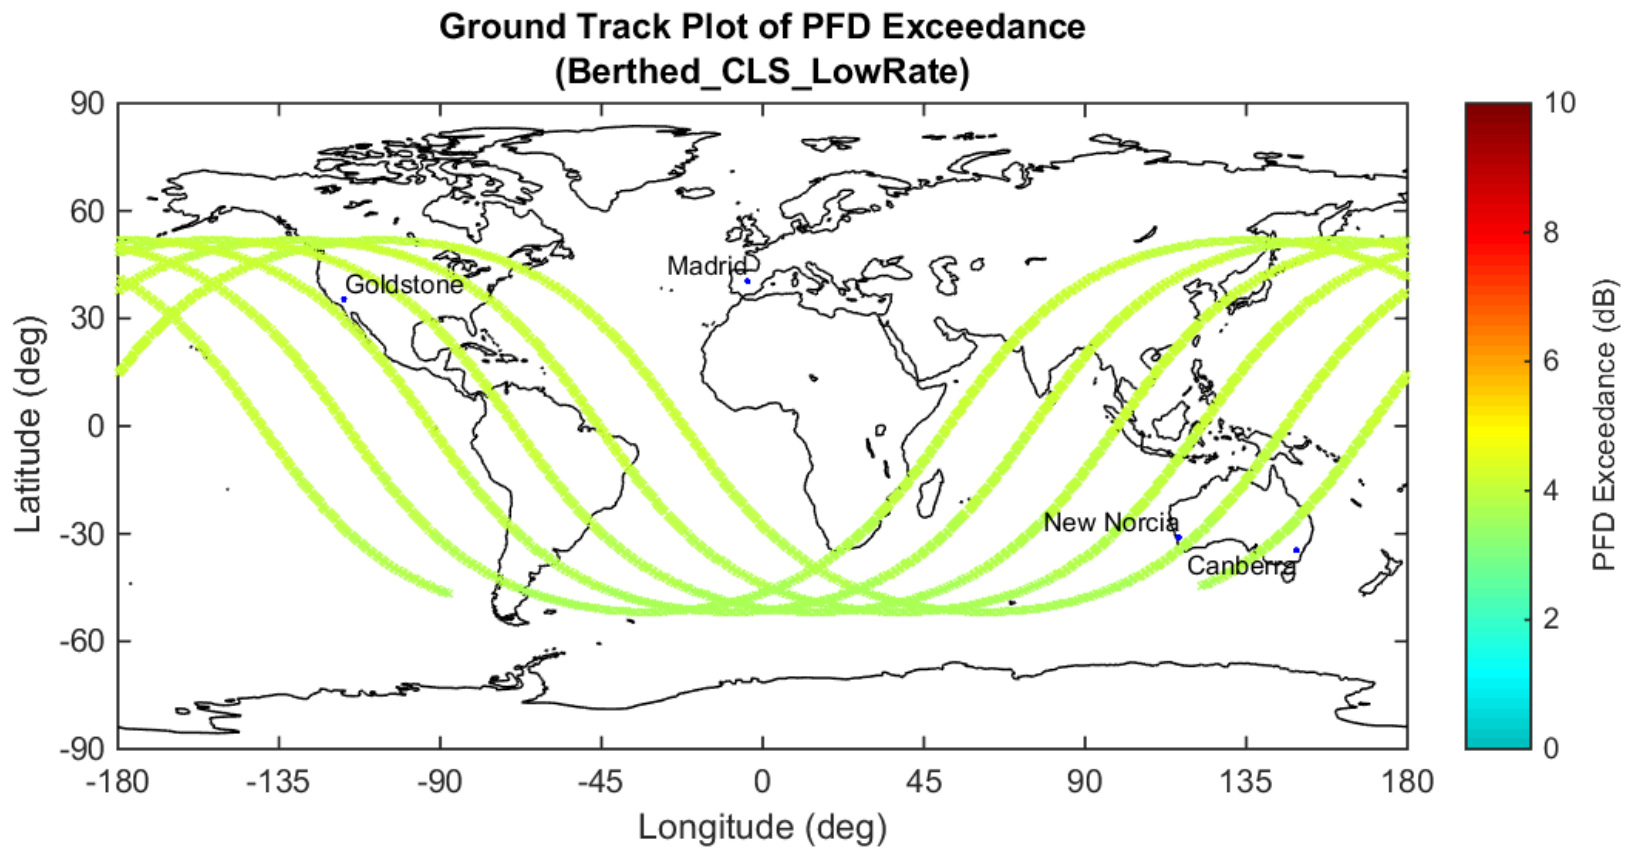 Ground Track Plot of PFD Exceedance
(Berthed_CLS_LowRate)
90
60
30
0
-30
-60
-90
Latitude (deg)
Goldstone
Madrid
New Norcia
Canberra
-180
-135
-90
-45
0
45
90
135
180
Longitude (deg)
10
8
6
4
2
0
PFD Exceedance (dB)